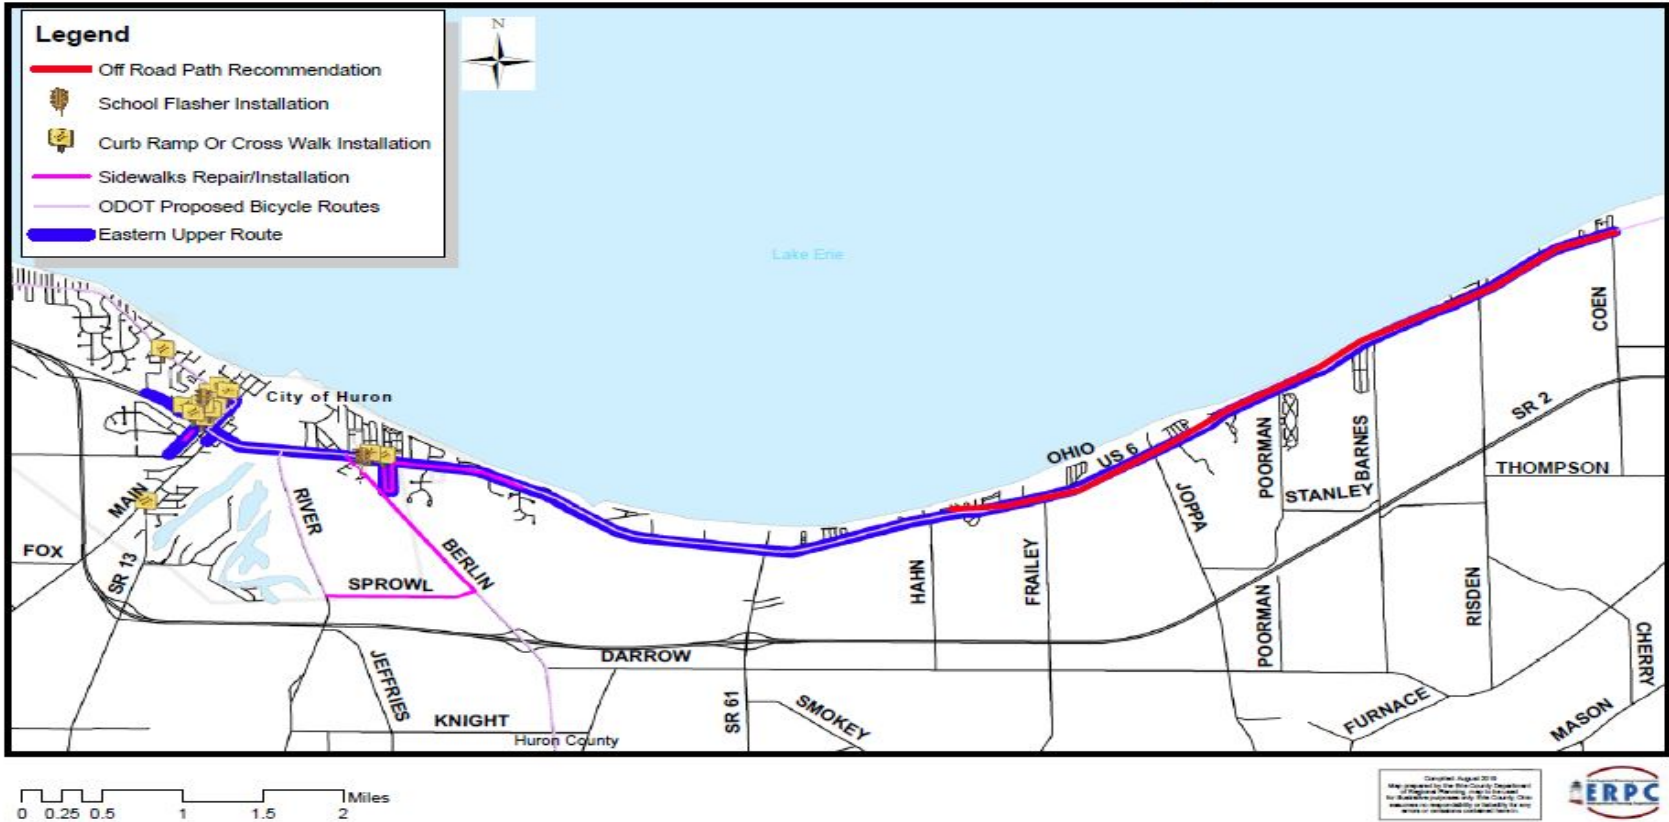 Legend
Off Road Path Recommendation
School Flasher Installation
Curb Ramp Or Cross Walk Installation
Sidewalks Repair/Installation
ODOT Proposed Bicycle Routes
Eastern Upper Route
N
Lake Erie
City of Huron
COEN
SR 2
OHIO
US 6
POORMAN
BARNES
THOMPSON
STANLEY
JOPPA
MAIN
RIVER
FOX
SR 13
BERLIN
SPROWL
HAHN
FRAILEY
POORMAN
RISDEN
CHERRY
DARROW
JEFFRIES
KNIGHT
Huron County
SR 61
SMOKEY
FURNACE
MASON
Miles
0 0.25 0.5 1 1.5 2
ERPC